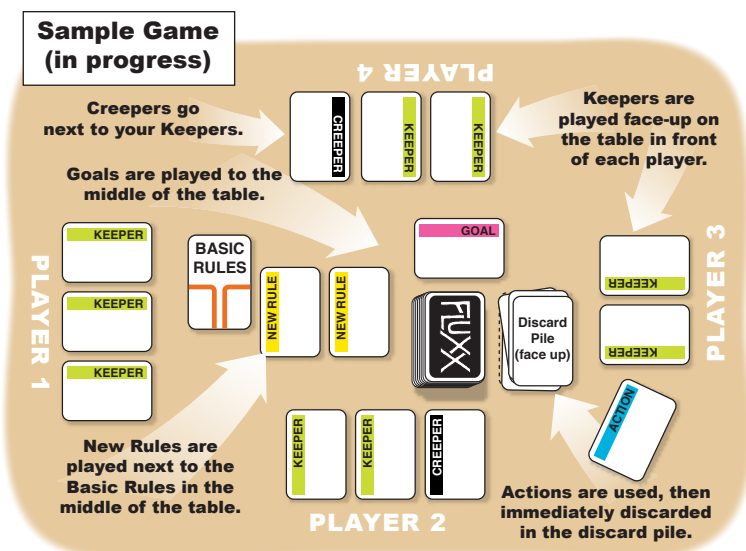 Sample Game
(in progress)
PLAYER 4
Creepers go
next to your Keepers.
CREEPER
KEEPER
KEEPER
Keepers are
played face-up on
the table in front
of each player.
Goals are played to the
middle of the table.
PLAYER 1
KEEPER
KEEPER
KEEPER
BASIC
RULES
NEW RULE
NEW RULE
GOAL
FLUXX
Discard
Pile
(face up)
KEEPER
KEEPER
PLAYER 3
ACTION
New Rules are
played next to the
Basic Rules in the
middle of the table.
KEEPER
KEEPER
CREEPER
PLAYER 2
Actions are used, then
immediately discarded
in the discard pile.